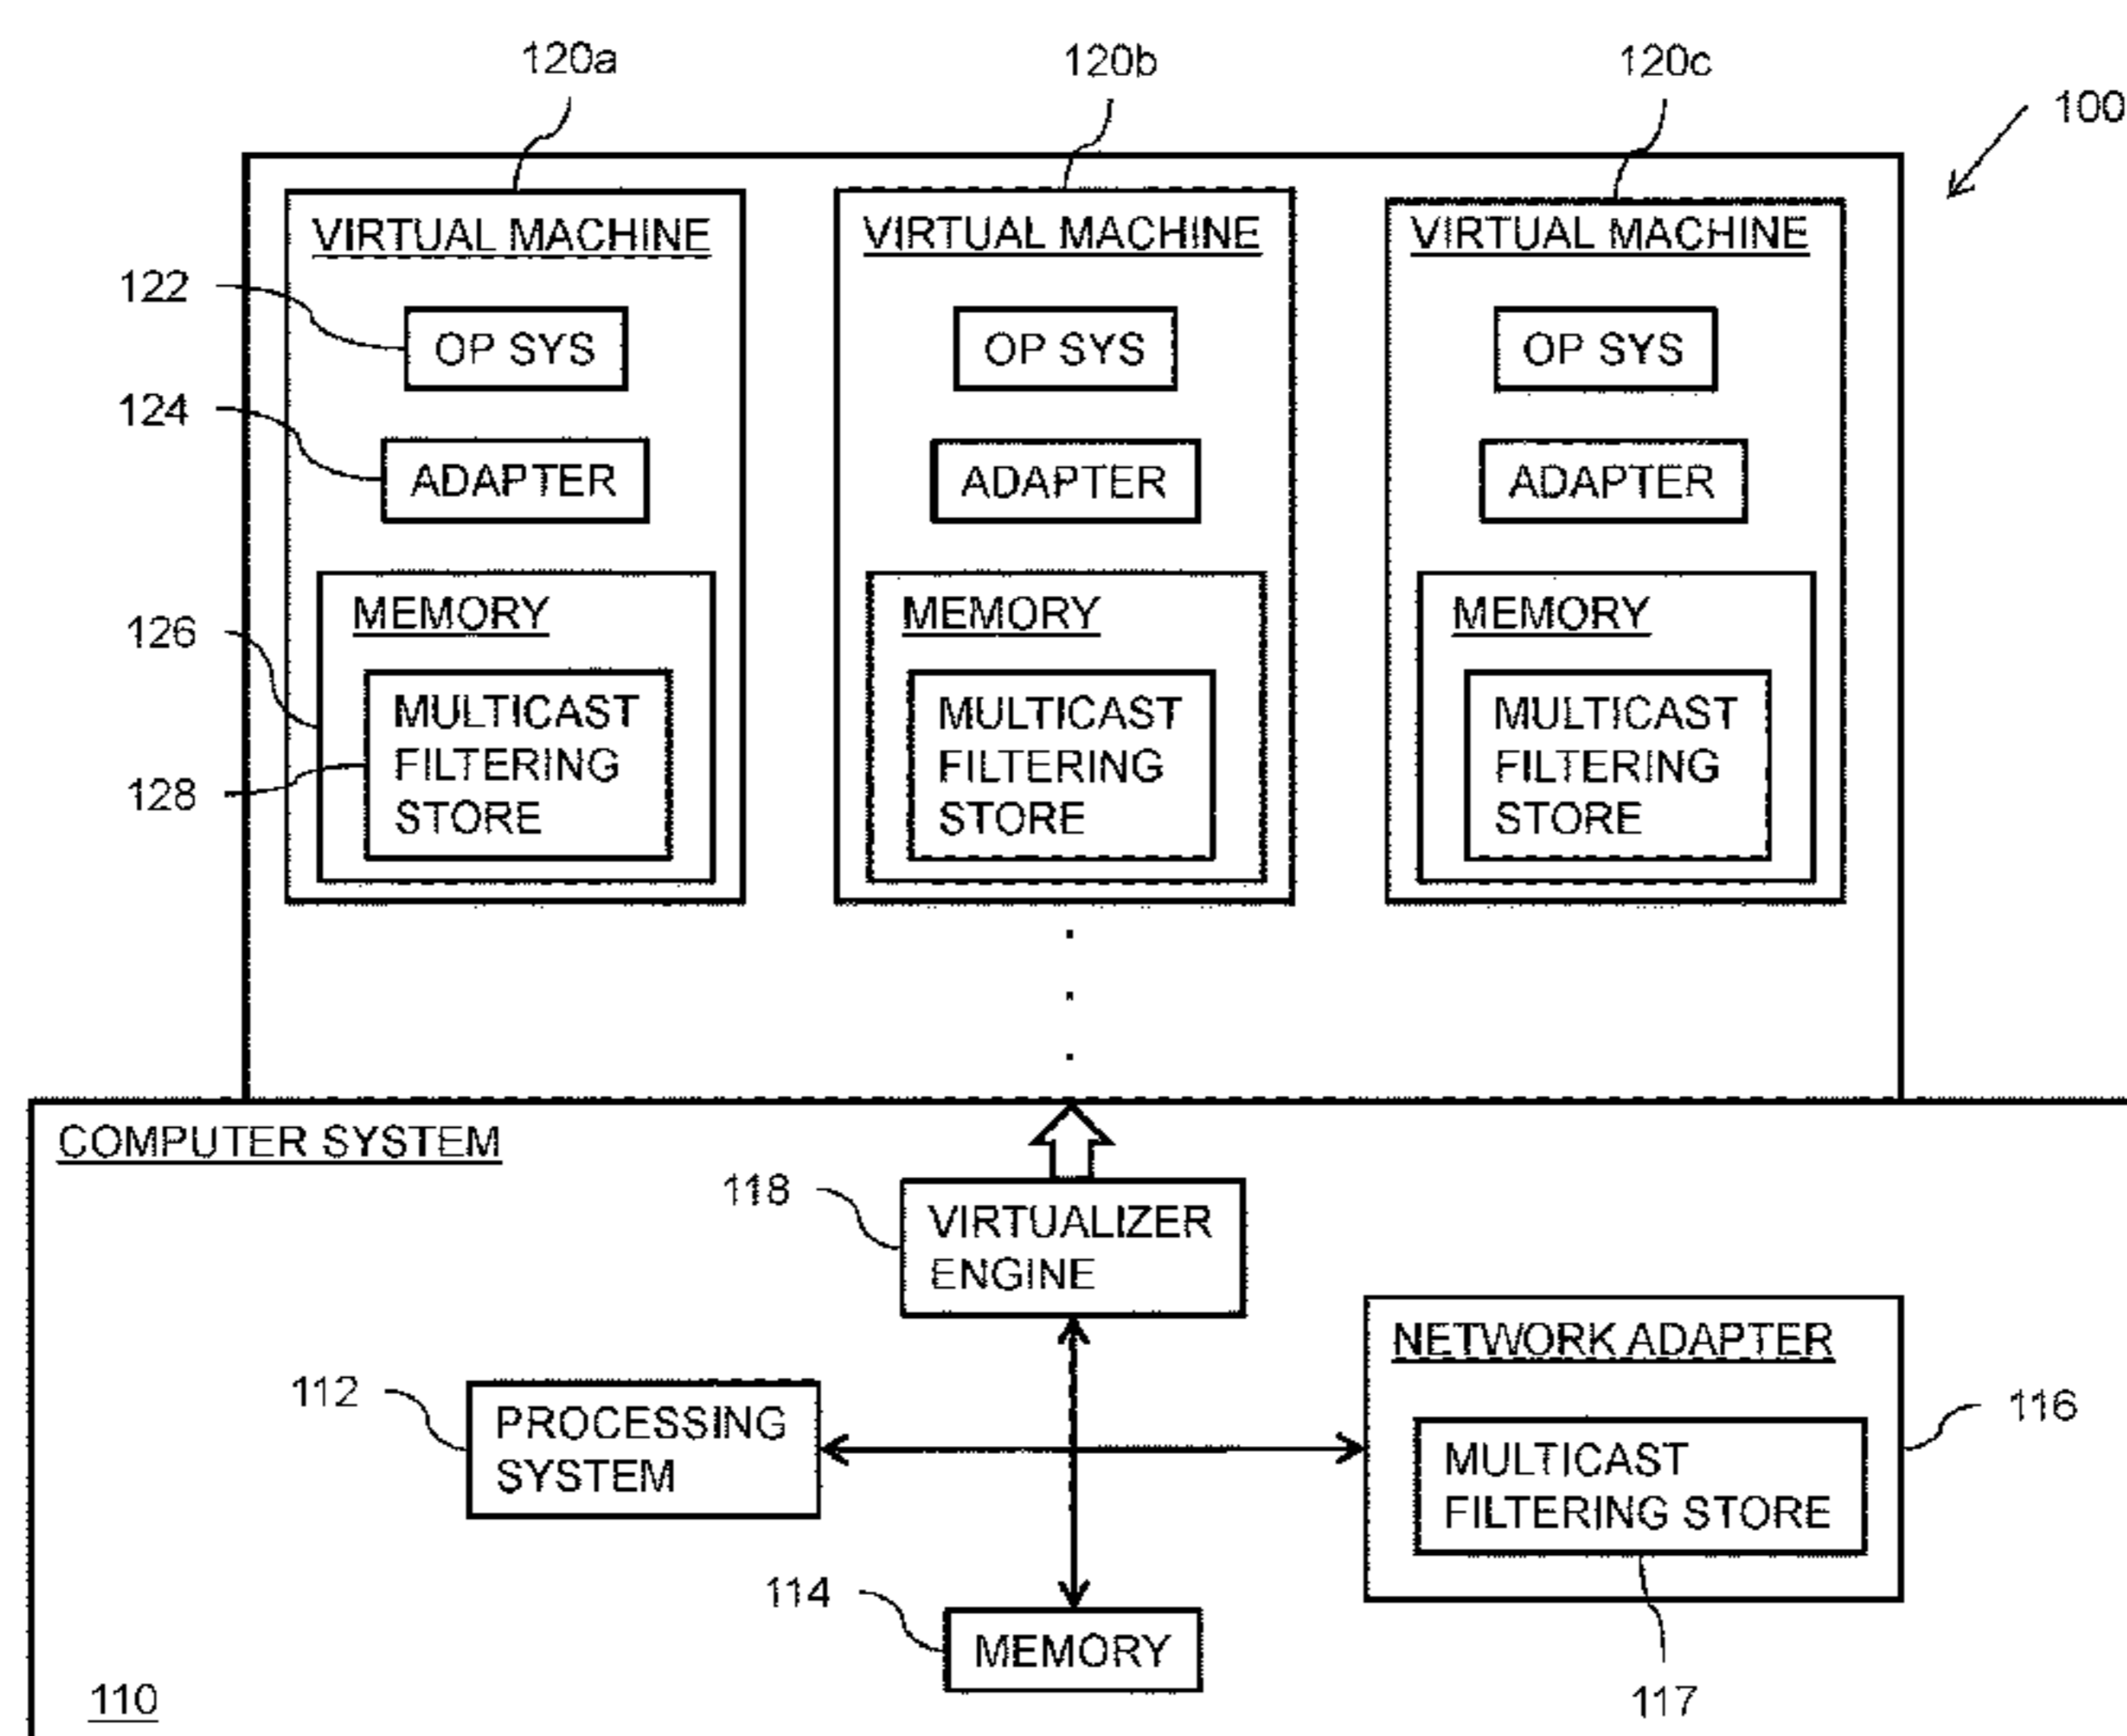 120a
120b
120c
100
VIRTUAL MACHINE
VIRTUAL MACHINE
VIRTUAL MACHINE
122
OP SYS
OP SYS
OP SYS
124
ADAPTER
ADAPTER
ADAPTER
126
MEMORY
MULTICAST
FILTERING
STORE
128
MEMORY
MULTICAST
FILTERING
STORE
MEMORY
MULTICAST
FILTERING
STORE
COMPUTER SYSTEM
118
VIRTUALIZER
ENGINE
112
PROCESSING
SYSTEM
NETWORK ADAPTER
116
MULTICAST
FILTERING STORE
117
114
MEMORY
110